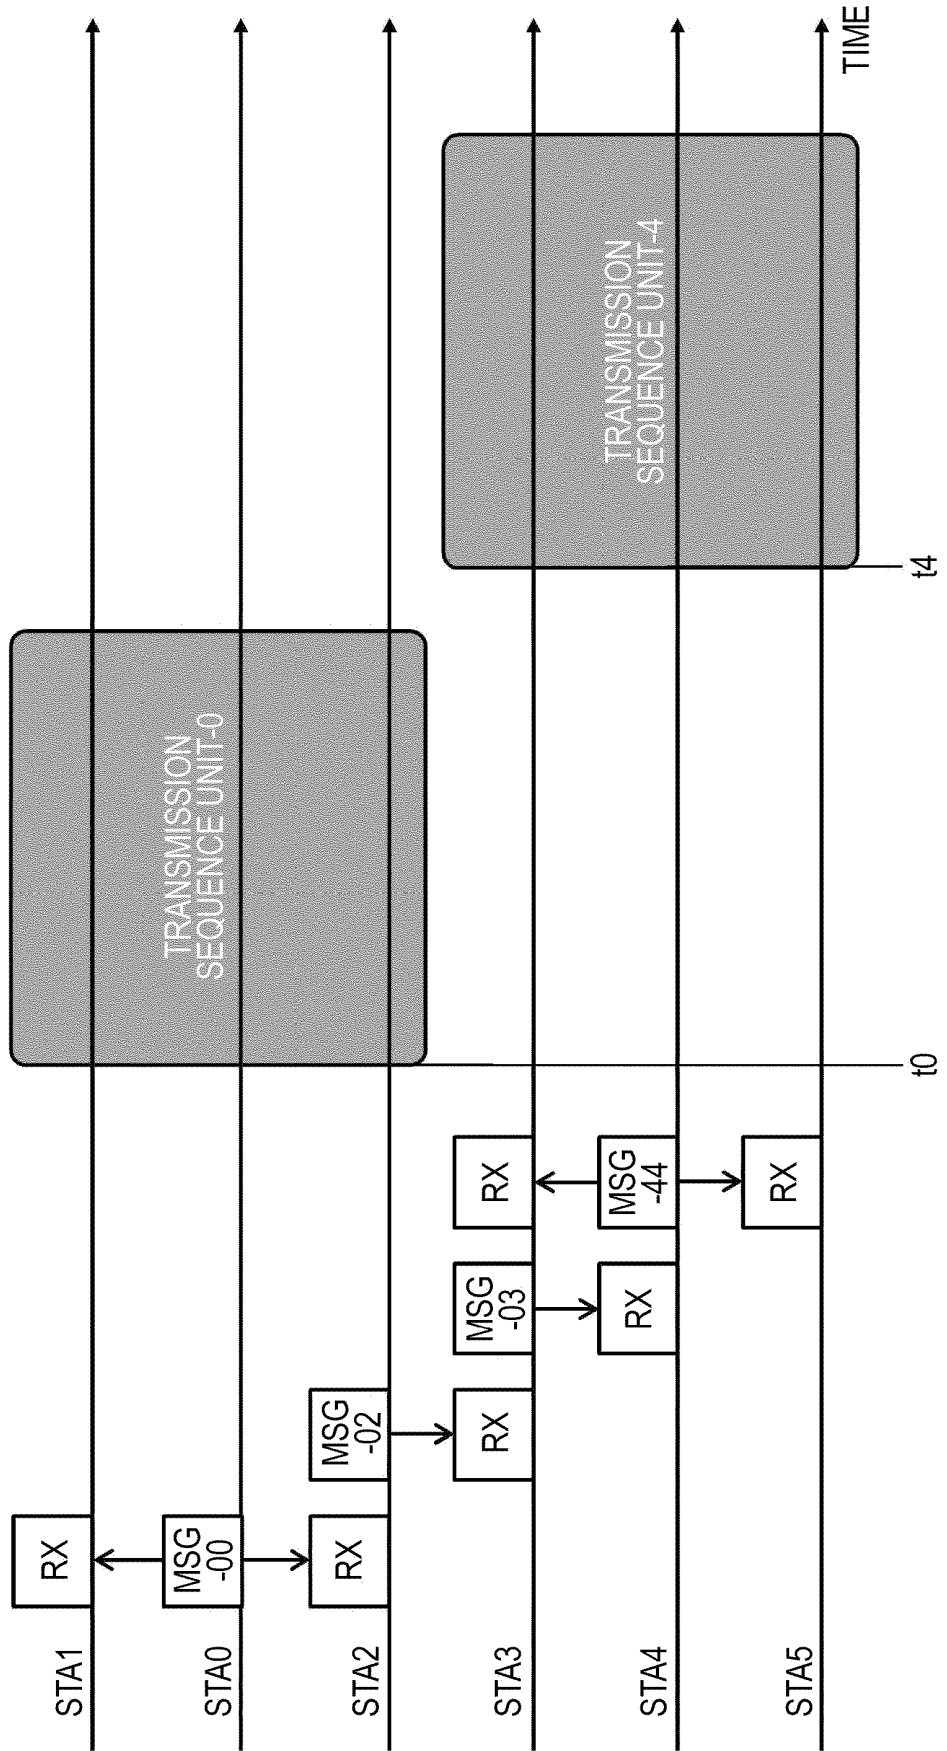 STA1
RX
TRANSMISSION
SEQUENCE UNIT-0
STA0
MSG
-00
STA2
RX
MSG
-02
STA3
RX
MSG
-03
RX
TRANSMISSION
SEQUENCE UNIT-4
STA4
RX
MSG
-44
STA5
RX
TIME
t0
t4